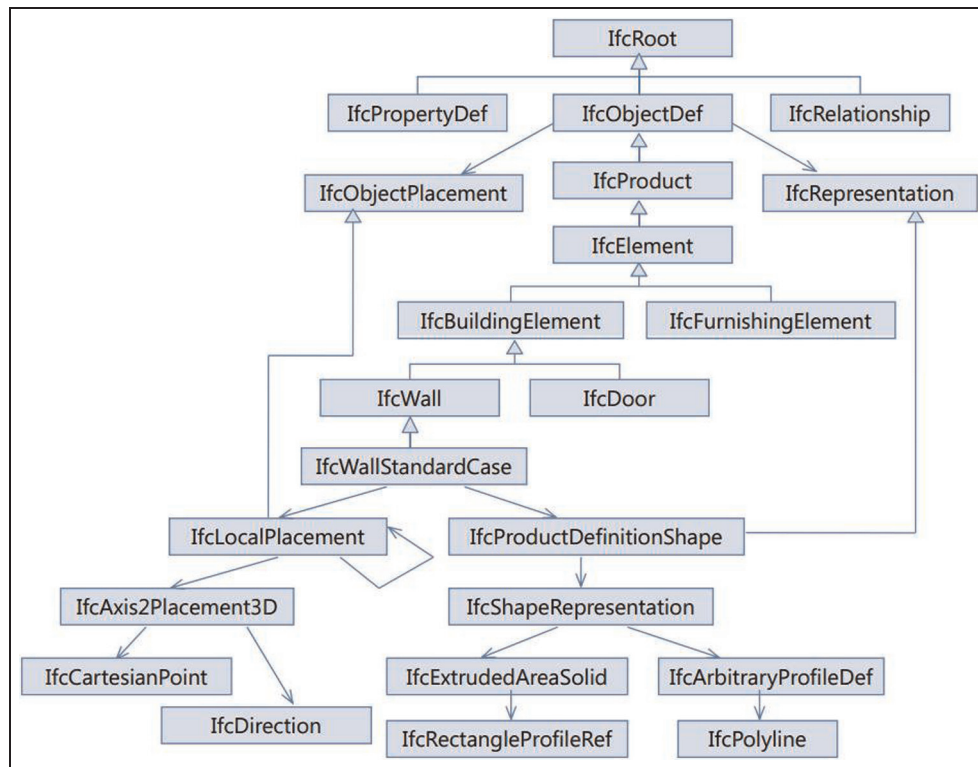 IfcRoot
IfcPropertyDef
IfcObjectDef
IfcRelationship
IfcObjectPlacement
IfcProduct
IfcRepresentation
IfcElement
IfcBuildingElement
IfcFurnishingElement
IfcWall
IfcDoor
IfcWallStandardCase
IfcLocalPlacement
IfcProductDefinitionShape
IfcAxis2Placement3D
IfcShapeRepresentation
IfcCartesianPoint
IfcExtrudedAreaSolid
IfcArbitraryProfileDef
IfcDirection
IfcRectangleProfileRef
IfcPolyline